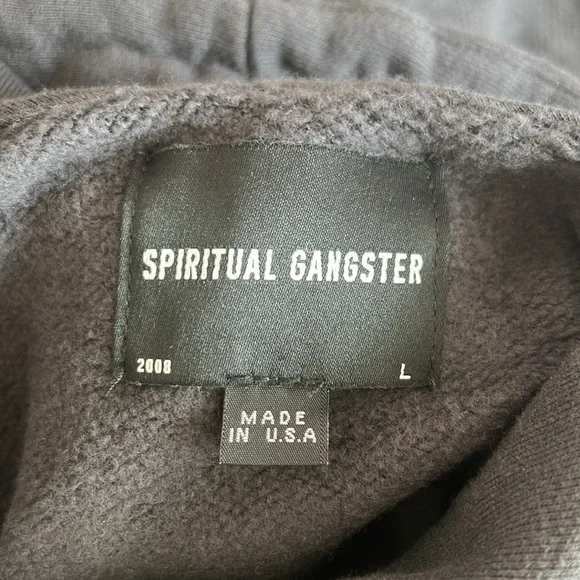 SPIRITUAL GANGSTER
2008 L
MADE
IN U.S.A